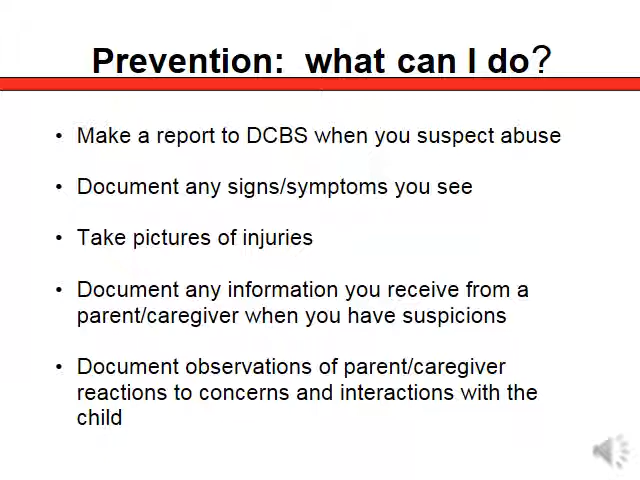 Prevention:  what can I do?
• Make a report to DCBS when you suspect abuse
• Document any signs/symptoms you see
• Take pictures of injuries
• Document any information you receive from a
parent/caregiver when you have suspicions
• Document observations of parent/caregiver
reactions to concerns and interactions with the
child